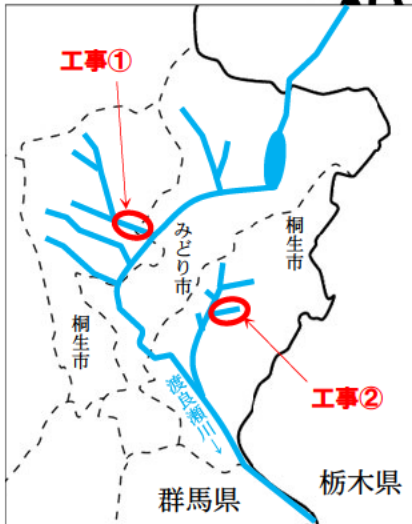 工事①
みどり市
桐生市
桐生市
工事②
渡良瀬川→
群馬県
栃木県